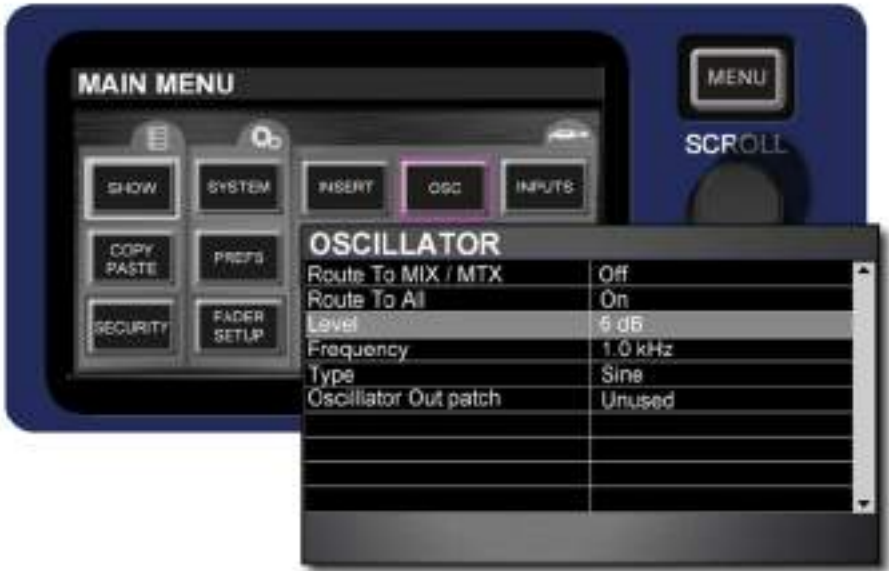 MAIN MENU
MENU
SCROLL
SHOW
SYSTEM
INSERT
OSC
INPUTS
COPY
PASTE
PREFS
SECURITY
FADER
SETUP
OSCILLATOR
Route To MIX / MTX Off
Route To All On
Level 6 dB
Frequency 1.0 kHz
Type Sine
Oscilliator Out patch Unused